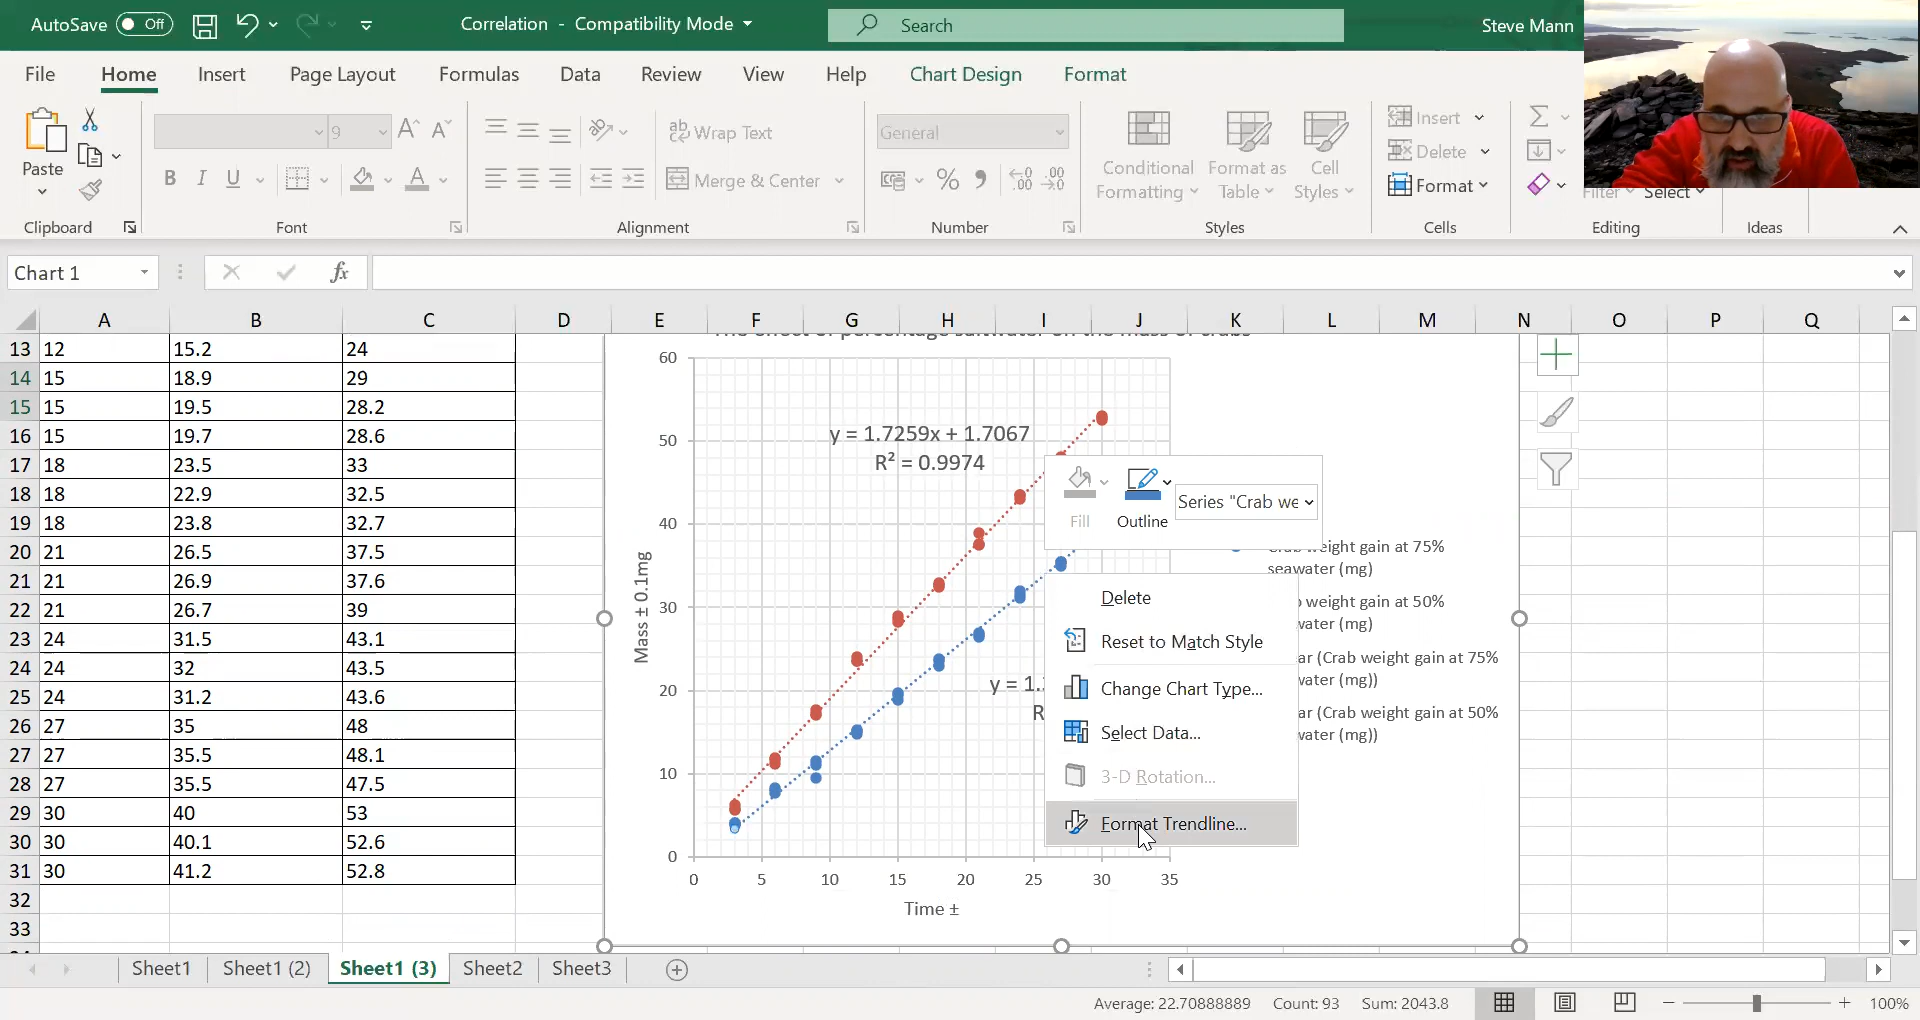 AutoSave Off
Correlation - Compatibility Mode
Search
Steve Mann
File Home Insert Page Layout Formulas Data Review View Help Chart Design Format
Paste
9
Wrap Text
Merge & Center
General
Conditional Formatting
Format as Table
Cell Styles
Insert
Delete
Format
Select
Clipboard Font Alignment Number Styles Cells Editing Ideas
Chart 1
fx
A B C D E F G H I J K L M N O P Q
13 12 15.2 24
14 15 18.9 29
15 15 19.5 28.2
16 15 19.7 28.6
17 18 23.5 33
18 18 22.9 32.5
19 18 23.8 32.7
20 21 26.5 37.5
21 21 26.9 37.6
22 21 26.7 39
23 24 31.5 43.1
24 24 32 43.5
25 24 31.2 43.6
26 27 35 48
27 27 35.5 48.1
28 27 35.5 47.5
29 30 40 53
30 30 40.1 52.6
31 30 41.2 52.8
32
33
60
50
40
30
20
10
0
Mass ± 0.1mg
y = 1.7259x + 1.7067
R² = 0.9974
y = 1.
R
0 5 10 15 20 25 30 35
Time ±
Fill
Outline
Series "Crab we
Delete
Reset to Match Style
Change Chart Type...
Select Data...
3-D Rotation...
Format Trendline...
weight gain at 75%
seawater (mg)
weight gain at 50%
water (mg)
ar (Crab weight gain at 75%
water (mg))
ar (Crab weight gain at 50%
water (mg))
Sheet1 Sheet1 (2) Sheet1 (3) Sheet2 Sheet3
Average: 22.70888889 Count: 93 Sum: 2043.8
100%